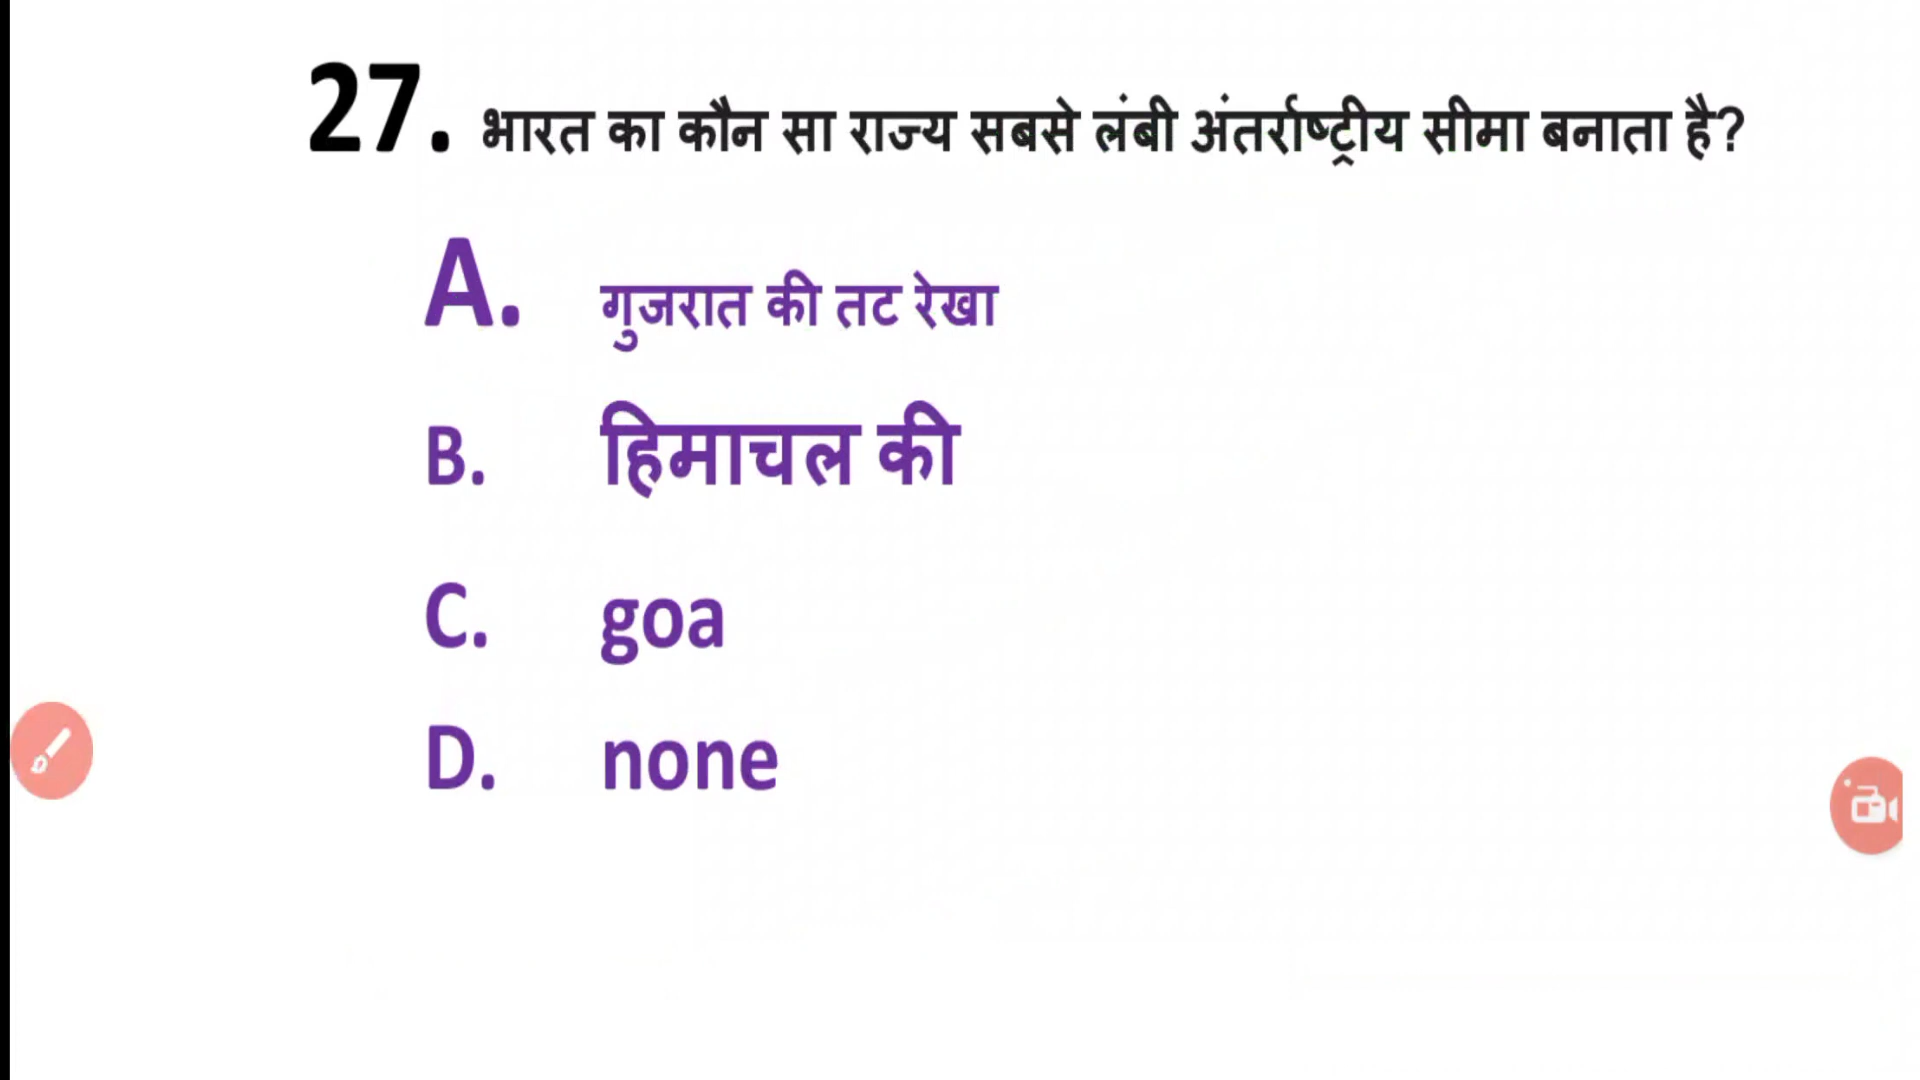 27. भारत का कौन सा राज्य सबसे लंबी अंतर्राष्ट्रीय सीमा बनाता है?
A. गुजरात की तट रेखा
B. हिमाचल की
C. goa
D. none